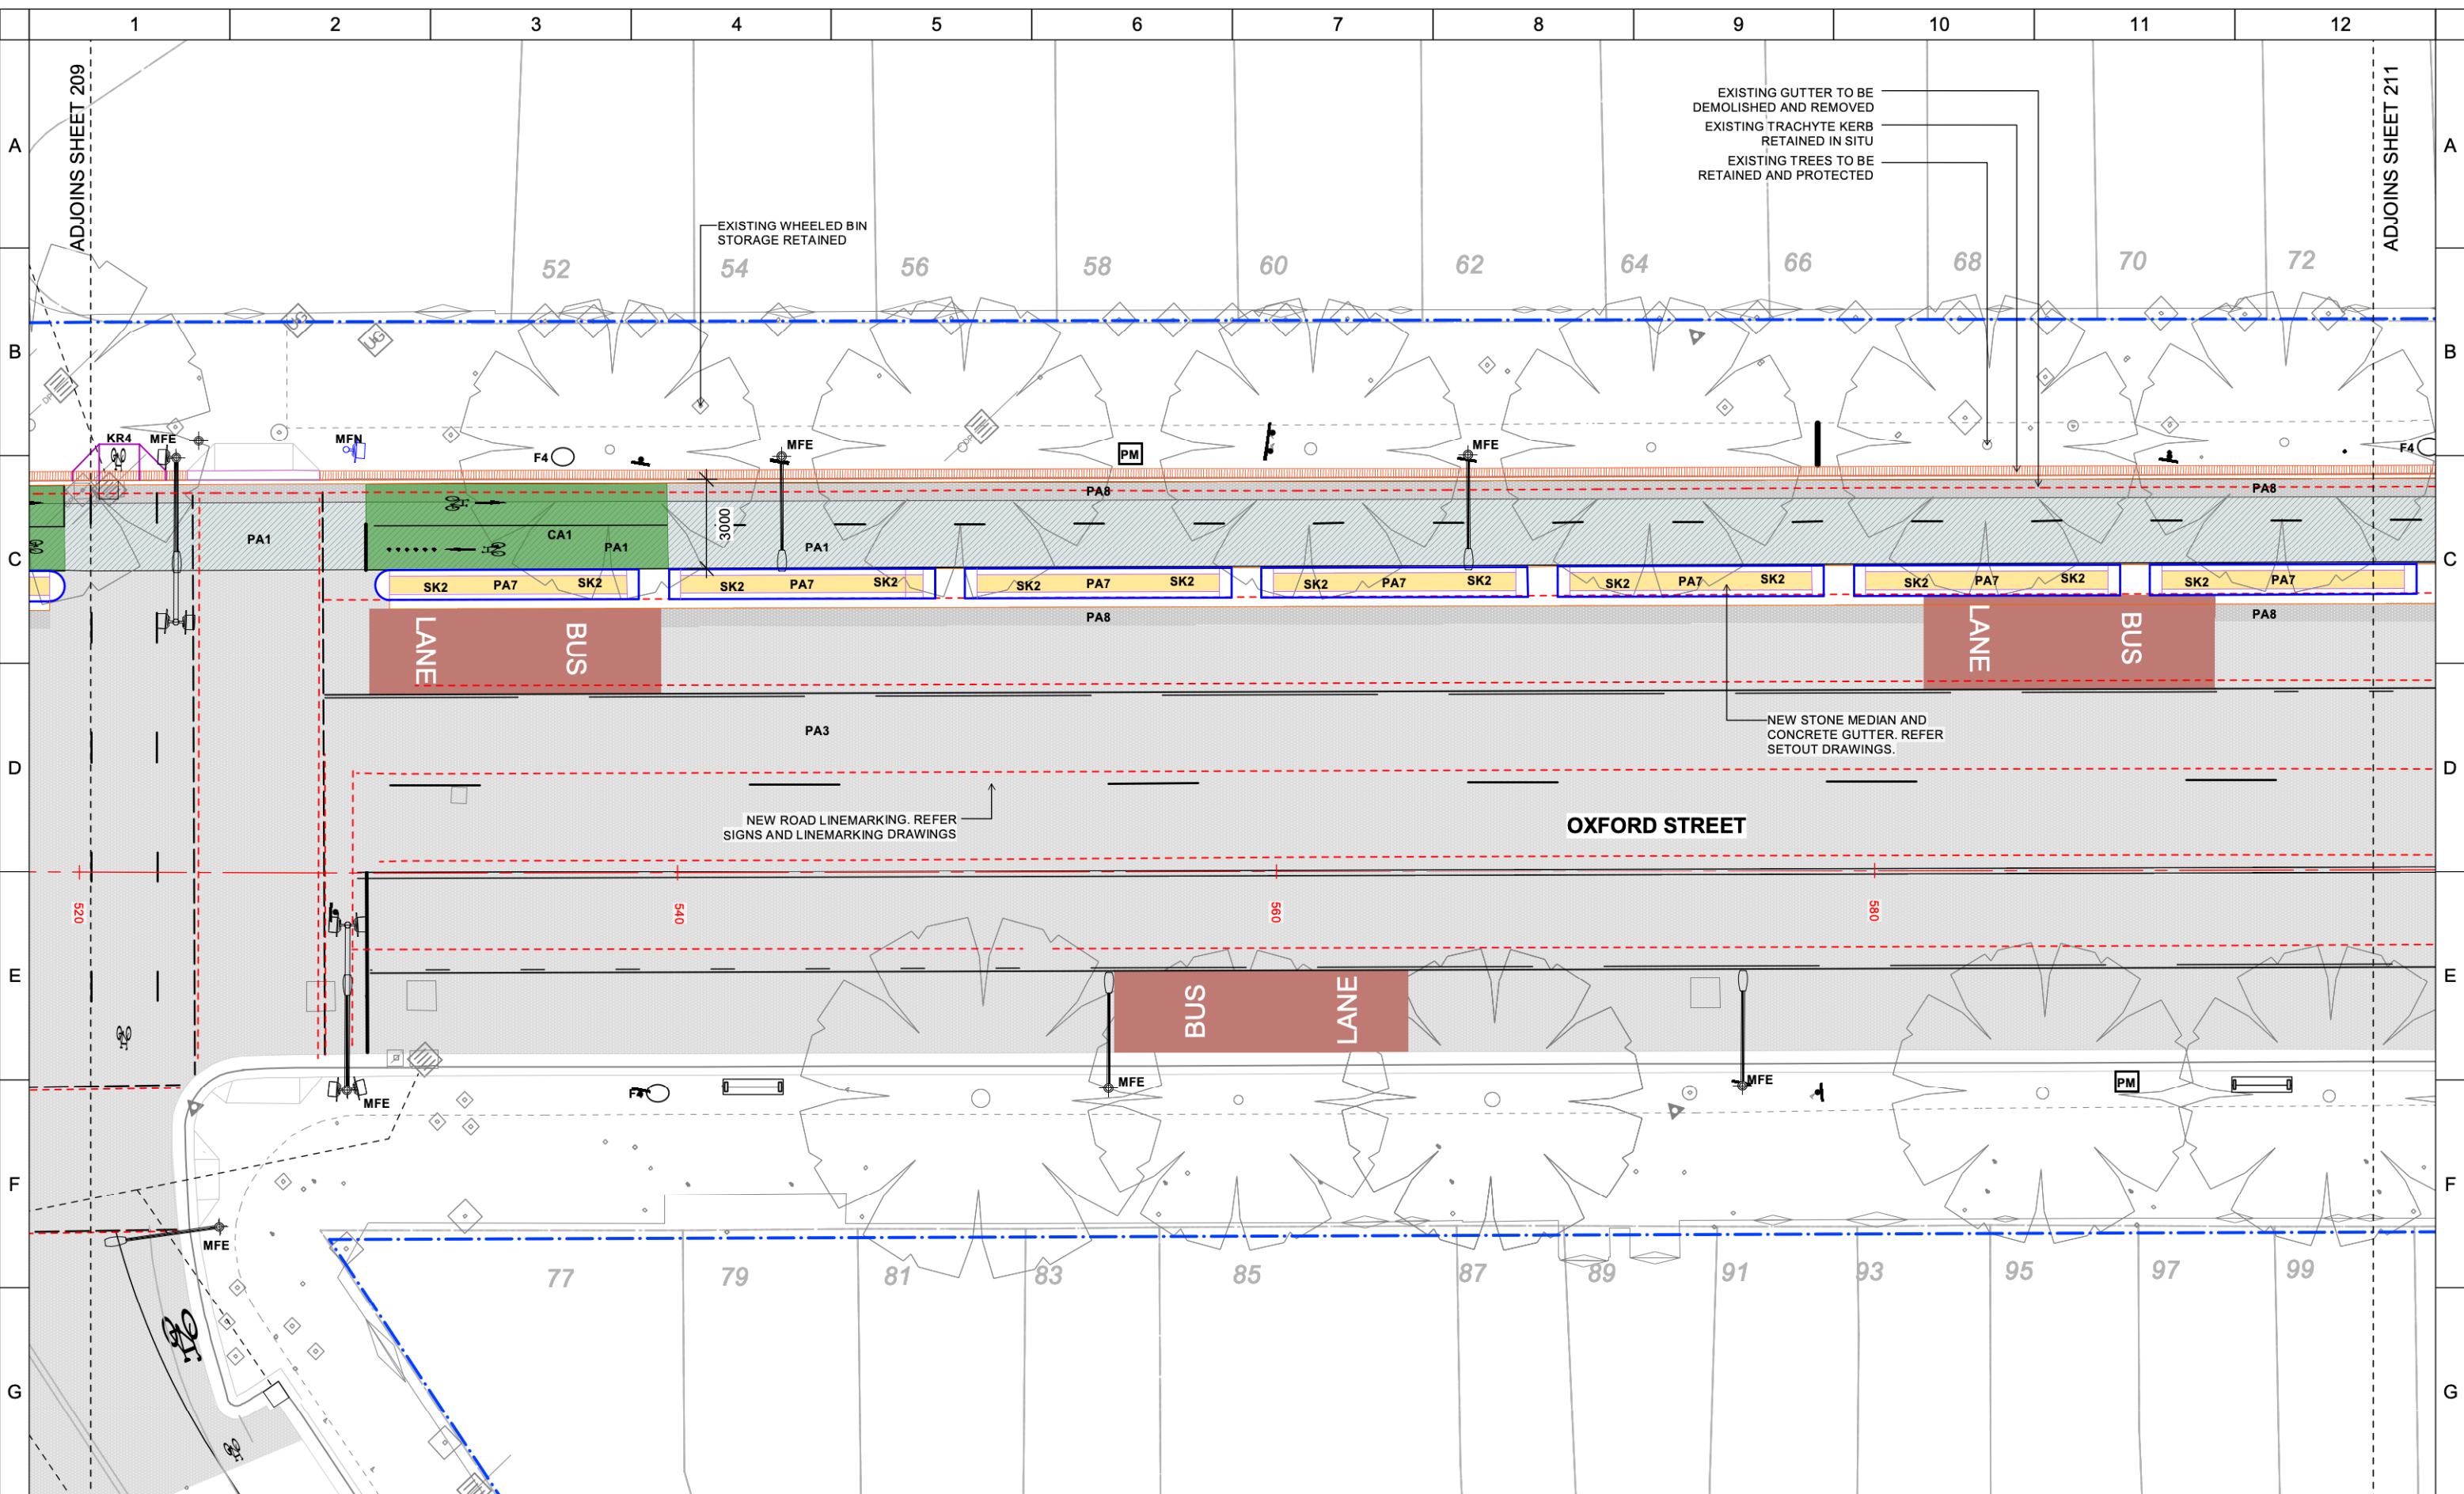 1 2 3 4 5 6 7 8 9 10 11 12
ADJOINS SHEET 209
ADJOINS SHEET 211
EXISTING GUTTER TO BE
DEMOLISHED AND REMOVED
EXISTING TRACHYTE KERB
RETAINED IN SITU
EXISTING TREES TO BE
RETAINED AND PROTECTED
A A
EXISTING WHEELED BIN
STORAGE RETAINED
52 54 56 58 60 62 64 66 68 70 72
UG
UG
B B
DP
DP
KR4 MFE MFN F4 MFE PM MFE F4
PA8 PA8
3000
PA1 CA1 PA1 PA1
C C
SK2 PA7 SK2 SK2 PA7 SK2 SK2 PA7 SK2 SK2 PA7 SK2 SK2 PA7 SK2 SK2 PA7 SK2 SK2 PA7
PA8 PA8
LANE BUS LANE BUS
PA3
NEW STONE MEDIAN AND
CONCRETE GUTTER. REFER
SETOUT DRAWINGS.
D D
NEW ROAD LINEMARKING. REFER
SIGNS AND LINEMARKING DRAWINGS
OXFORD STREET
520 540 560 580
E E
BUS LANE
MFE F4 MFE MFE PM
F F
MFE
77 79 81 83 85 87 89 91 93 95 97 99
G G